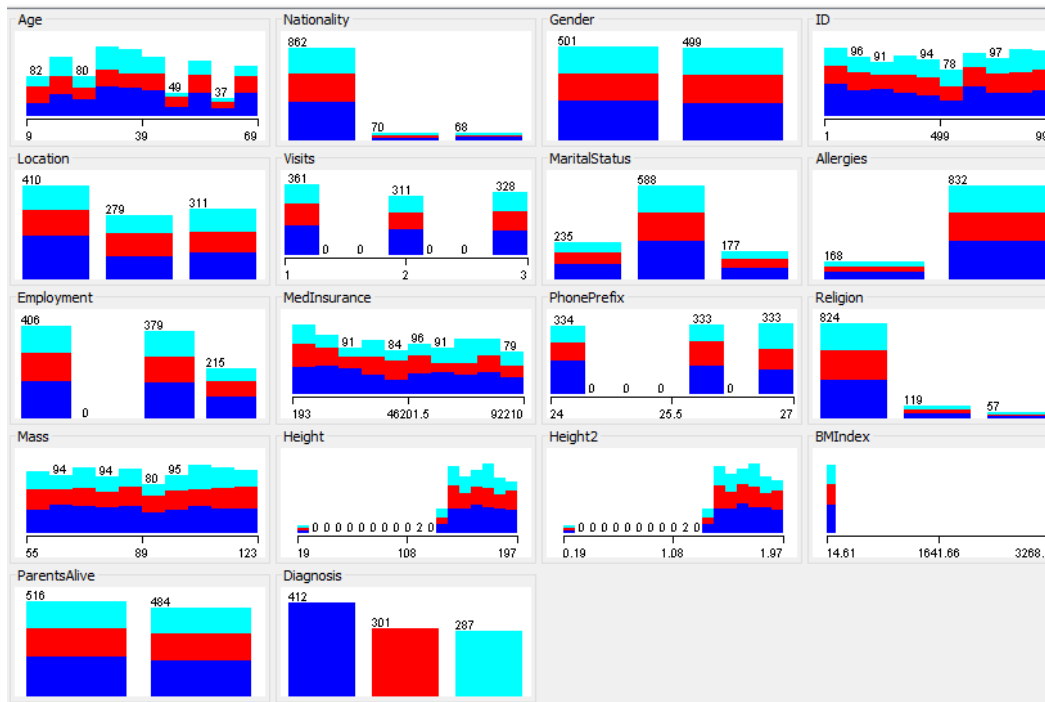 Age
82 80 49 37
9 39 69
Nationality
862 70 68
Gender
501 499
ID
96 91 94 78 97
1 499 99
Location
410 279 311
Visits
361 0 0 311 0 0 328
1 2 3
MaritalStatus
235 588 177
Allergies
168 832
Employment
406 0 379 215
MedInsurance
91 84 96 91 79
193 46201.5 92210
PhonePrefix
334 0 0 0 333 0 333
24 25.5 27
Religion
824 119 57
Mass
94 94 80 95
55 89 123
Height
0 0 0 0 0 0 0 0 0 2 0
19 108 197
Height2
0 0 0 0 0 0 0 0 0 2 0
0.19 1.08 1.97
BMIndex
14.61 1641.66 3268.
ParentsAlive
516 484
Diagnosis
412 301 287